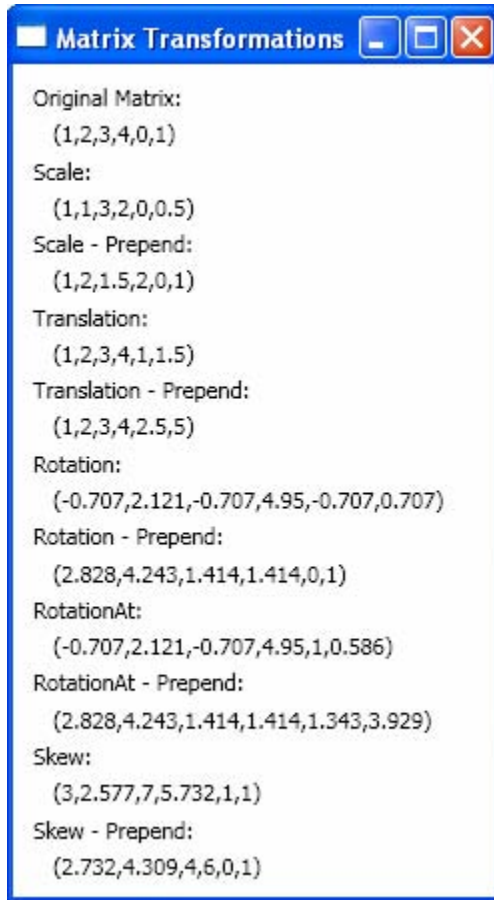 Matrix Transformations
Original Matrix:
(1,2,3,4,0,1)
Scale:
(1,1,3,2,0,0.5)
Scale - Prepend:
(1,2,1.5,2,0,1)
Translation:
(1,2,3,4,1,1.5)
Translation - Prepend:
(1,2,3,4,2.5,5)
Rotation:
(-0.707,2.121,-0.707,4.95,-0.707,0.707)
Rotation - Prepend:
(2.828,4.243,1.414,1.414,0,1)
RotationAt:
(-0.707,2.121,-0.707,4.95,1,0.586)
RotationAt - Prepend:
(2.828,4.243,1.414,1.414,1.343,3.929)
Skew:
(3,2.577,7,5.732,1,1)
Skew - Prepend:
(2.732,4.309,4,6,0,1)